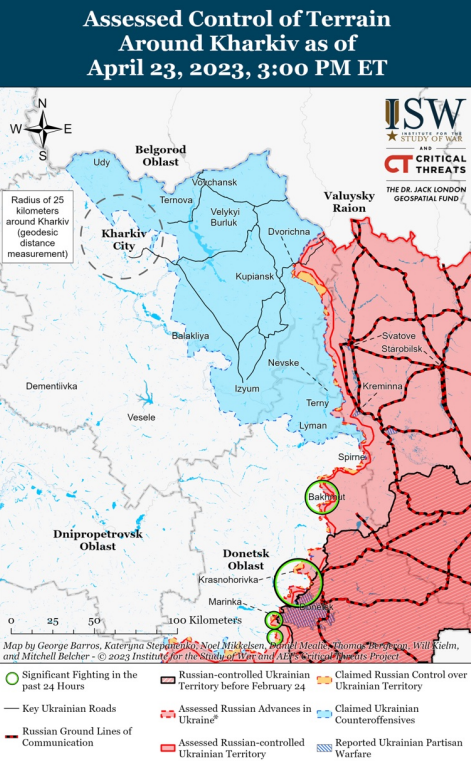 Assessed Control of Terrain
Around Kharkiv as of
April 23, 2023, 3:00 PM ET
N
W E
S
ISW
INSTITUTE FOR THE
STUDY OF WAR
AND
CT CRITICAL
THREATS
THE DR. JACK LONDON
GEOSPATIAL FUND
Belgorod
Oblast
Udy
Vovchansk
Ternova
Valuysky
Raion
Radius of 25
kilometers
around Kharkiv
(geodesic
distance
measurement)
Velykyi
Burluk
Kharkiv
City
Dvorichna
Kupiansk
Balakliya
Svatove
Starobilsk
Nevske
Dementiivka
Izyum
Kreminna
Vesele
Terny
Lyman
Spirne
Bakhmut
Dnipropetrovsk
Oblast
Donetsk
Oblast
Krasnohorivka
Marinka
Donetsk
0 25 50 100 Kilometers
Map by George Barros, Kateryna Stepanenko, Noel Mikkelsen, Daniel Mealie, Thomas Bergeron, Will Kielm,
and Mitchell Belcher - © 2023 Institute for the Study of War and AEI's Critical Threats Project
Significant Fighting in the
past 24 Hours
Key Ukrainian Roads
Russian Ground Lines of
Communication
Russian-controlled Ukrainian
Territory before February 24
Assessed Russian Advances in
Ukraine*
Assessed Russian-controlled
Ukrainian Territory
Claimed Russian Control over
Ukrainian Territory
Claimed Ukrainian
Counteroffensives
Reported Ukrainian Partisan
Warfare